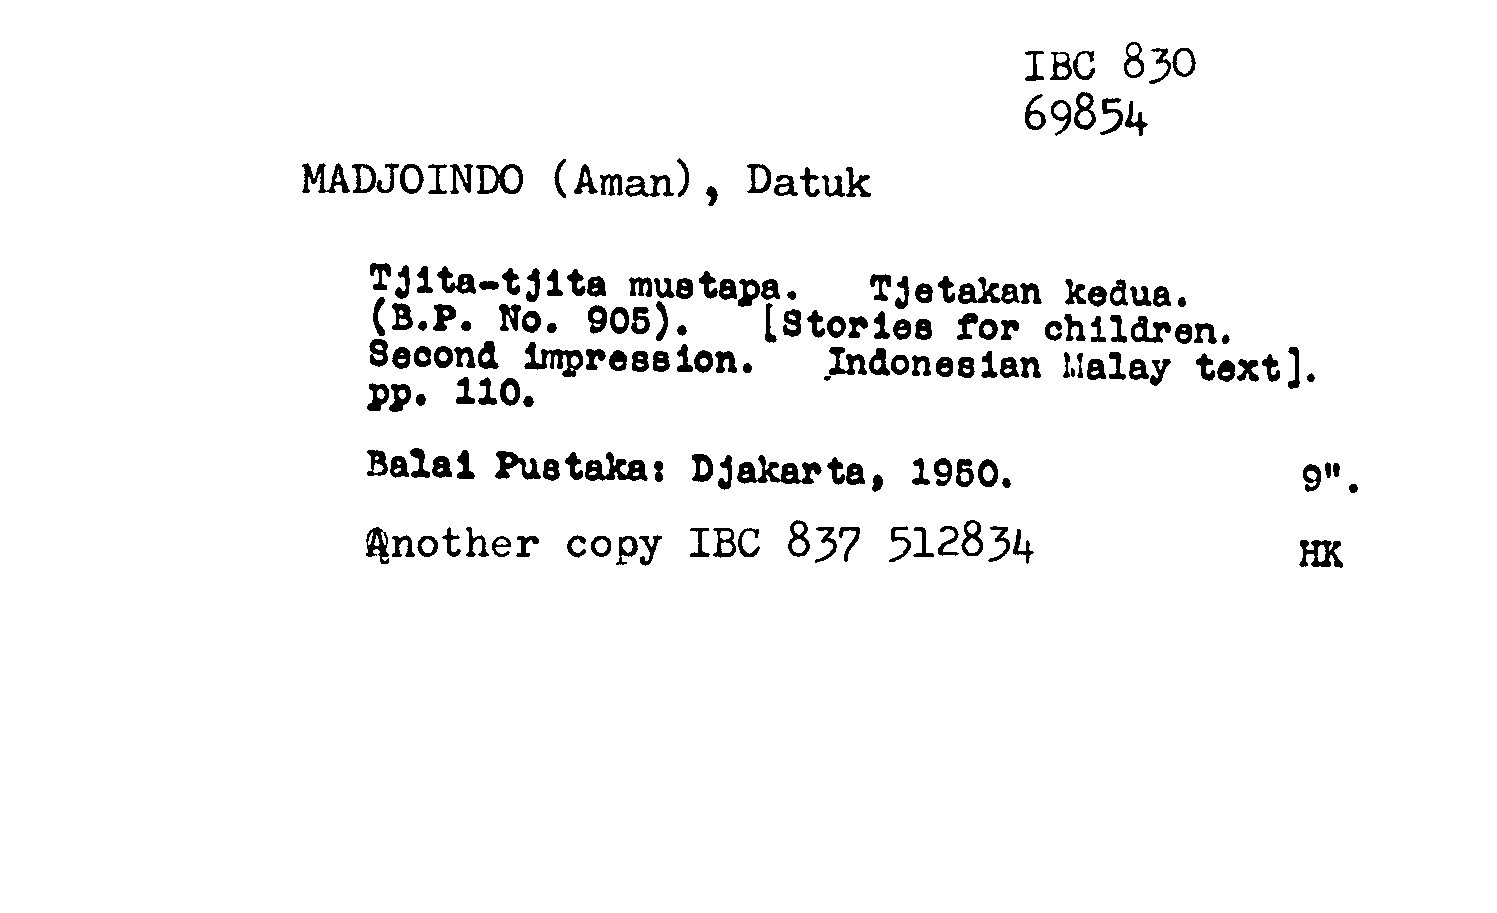 IBC 830
69854
MADJOINDO (Aman), Datuk
Tjita-tjita mustapa. Tjetakan kedua.
(B.P. No. 905). [Stories for children.
Second impression. Indonesian Malay text].
pp. 110.
Balai Pustaka: Djakarta, 1950. 9".
Another copy IBC 837 512834 HK